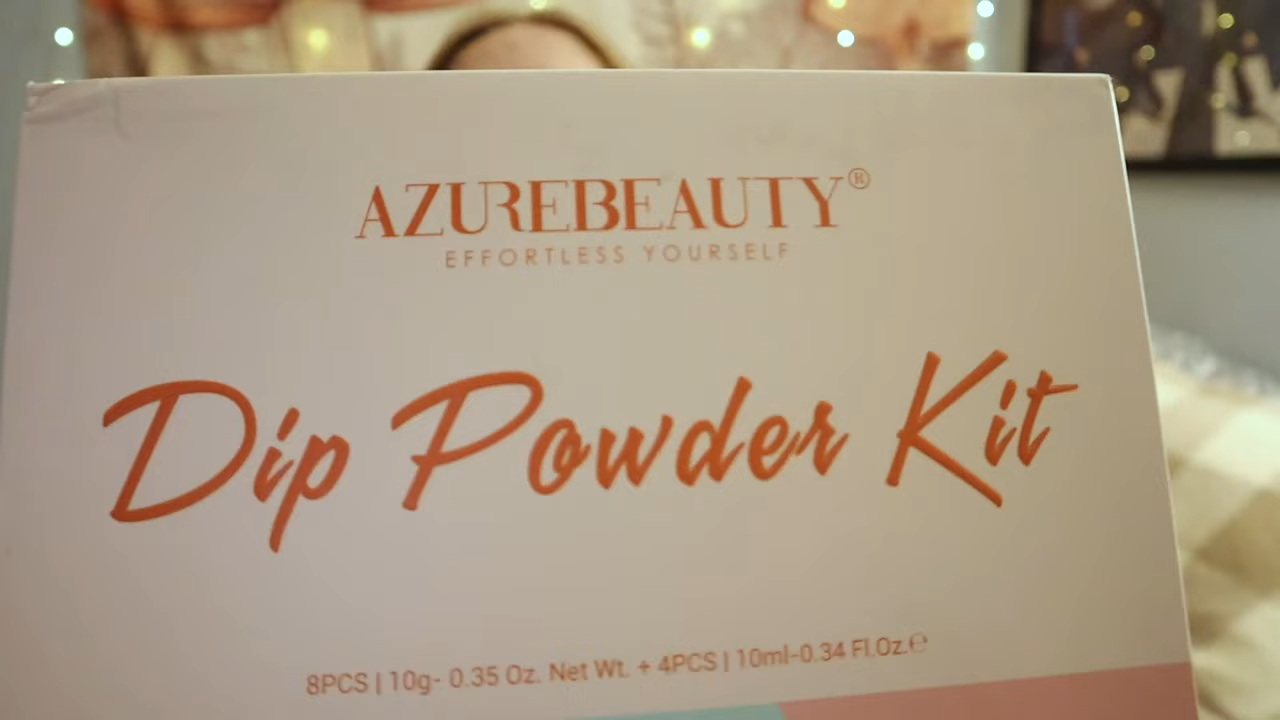 AZUREBEAUTY®
EFFORTLESS YOURSELF
Dip Powder Kit
8PCS | 10g- 0.35 Oz. Net Wt. + 4PCS | 10ml-0.34 Fl.Oz.℮